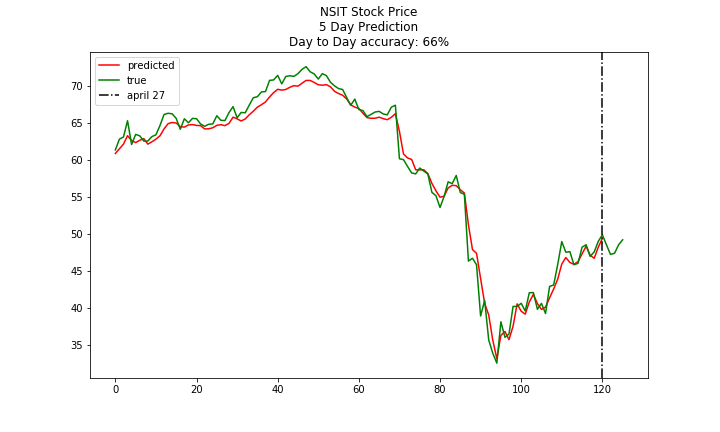 NSIT Stock Price
5 Day Prediction
Day to Day accuracy: 66%
predicted
true
april 27
70
65
60
55
50
45
40
35
0 20 40 60 80 100 120